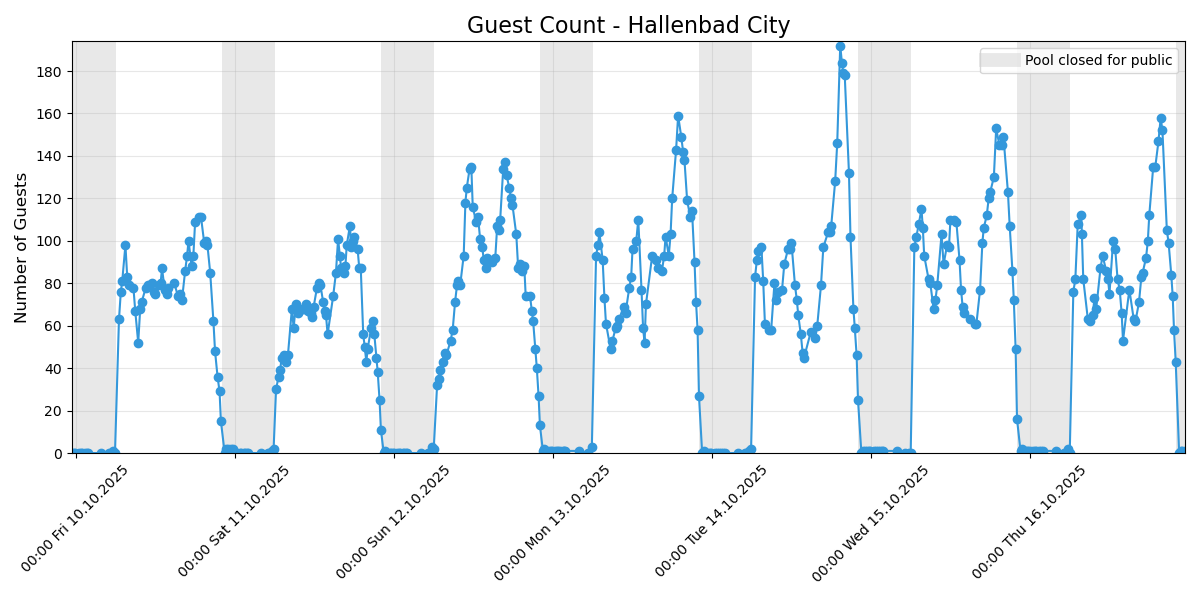 Guest Count - Hallenbad City
Pool closed for public
Number of Guests
180
160
140
120
100
80
60
40
20
0
00:00 Fri 10.10.2025
00:00 Sat 11.10.2025
00:00 Sun 12.10.2025
00:00 Mon 13.10.2025
00:00 Tue 14.10.2025
00:00 Wed 15.10.2025
00:00 Thu 16.10.2025